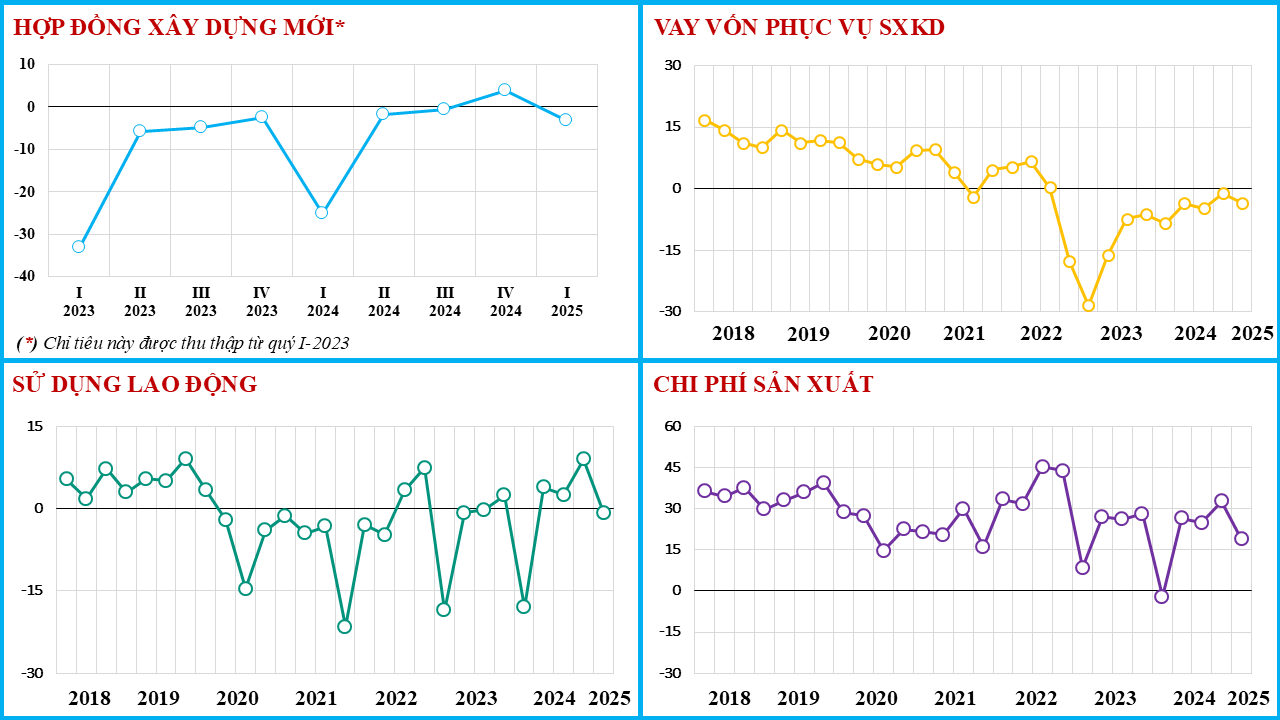 HỢP ĐỒNG XÂY DỰNG MỚI*
10
0
-10
-20
-30
-40
I II III IV I II III IV I
2023 2023 2023 2023 2024 2024 2024 2024 2025
(*) Chỉ tiêu này được thu thập từ quý I-2023
VAY VỐN PHỤC VỤ SXKD
30
15
0
-15
-30
2018 2019 2020 2021 2022 2023 2024 2025
SỬ DỤNG LAO ĐỘNG
15
0
-15
-30
2018 2019 2020 2021 2022 2023 2024 2025
CHI PHÍ SẢN XUẤT
60
45
30
15
0
-15
-30
2018 2019 2020 2021 2022 2023 2024 2025